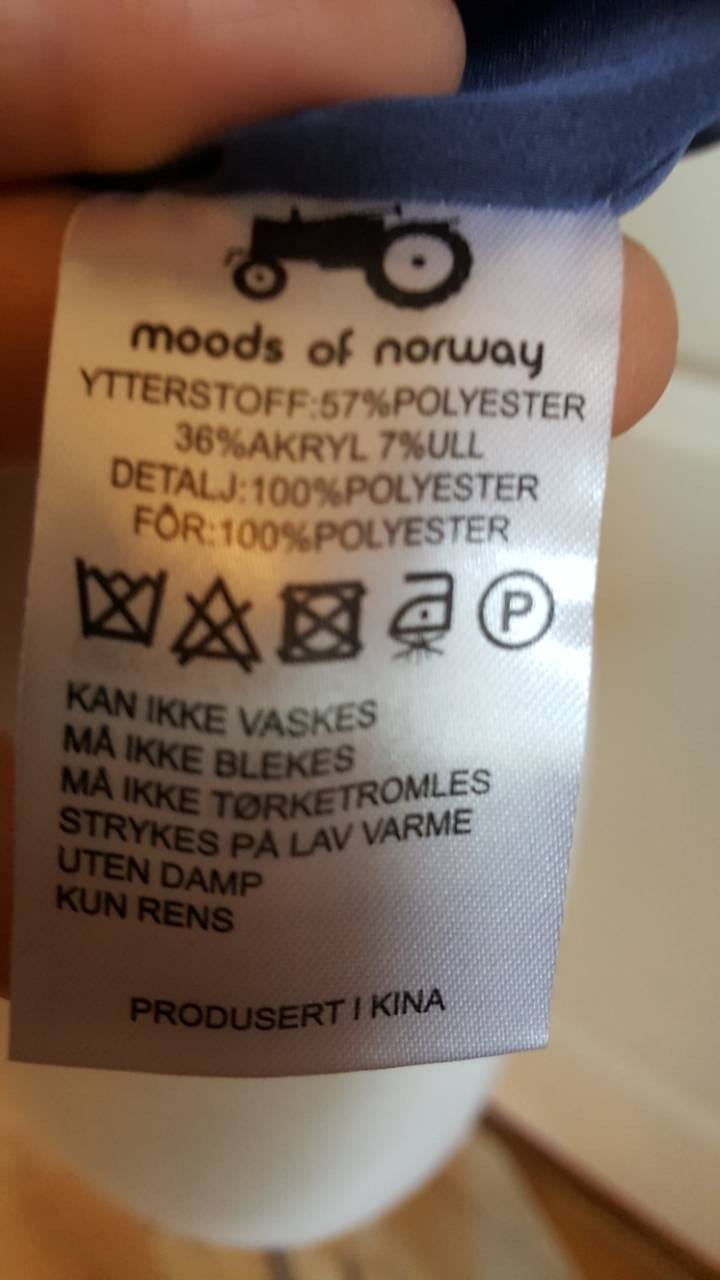 moods of norway
YTTERSTOFF:57%POLYESTER
36%AKRYL 7%ULL
DETALJ:100%POLYESTER
FÔR:100%POLYESTER
P
KAN IKKE VASKES
MÅ IKKE BLEKES
MÅ IKKE TØRKETROMLES
STRYKES PÅ LAV VARME
UTEN DAMP
KUN RENS
PRODUSERT I KINA